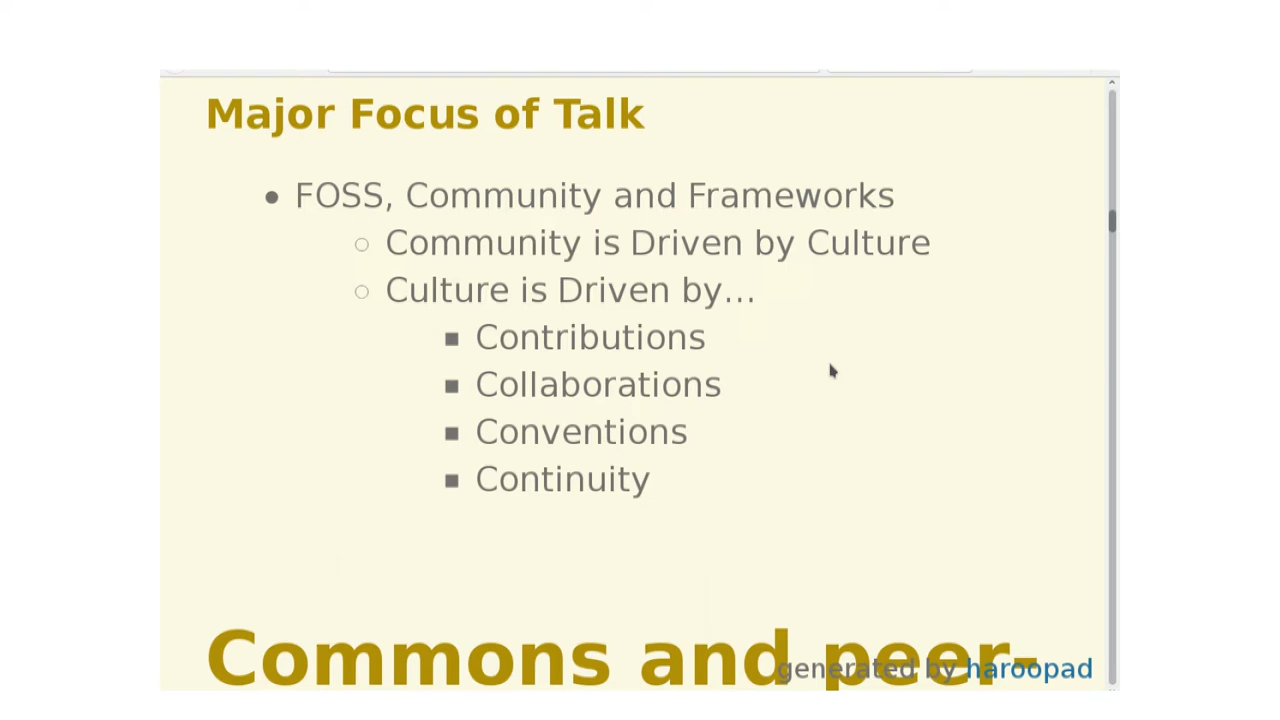 Major Focus of Talk
FOSS, Community and Frameworks
Community is Driven by Culture
Culture is Driven by...
Contributions
Collaborations
Conventions
Continuity
Commons and peer-
generated by haroopad